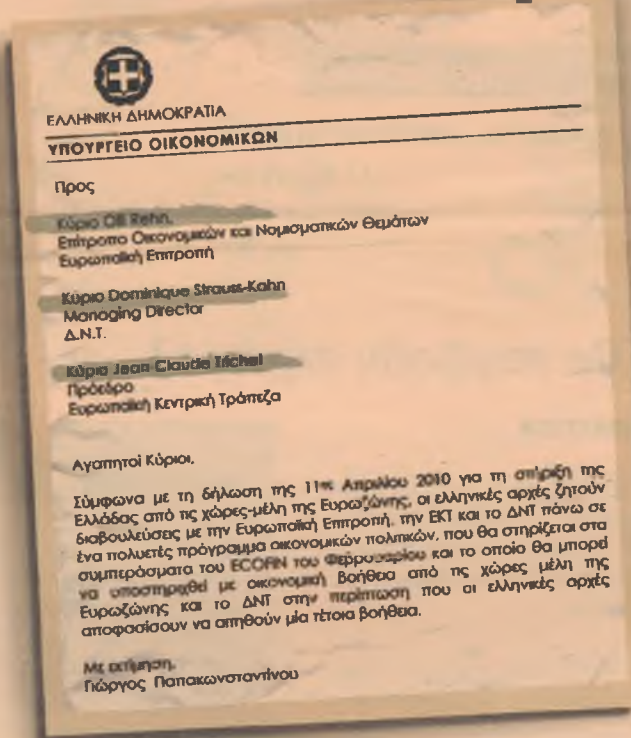 ΕΛΛΗΝΙΚΗ ΔΗΜΟΚΡΑΤΙΑ
ΥΠΟΥΡΓΕΙΟ ΟΙΚΟΝΟΜΙΚΩΝ
Προς
Κύριο Olli Rehn,
Επίτροπο Οικονομικών και Νομισματικών Θεμάτων
Ευρωπαϊκή Επιτροπή
Κύριο Dominique Strauss-Kahn
Managing Director
Δ.Ν.Τ.
Κύριο Jean Claude Trichet
Πρόεδρο
Ευρωπαϊκή Κεντρική Τράπεζα
Αγαπητοί Κύριοι,
Σύμφωνα με τη δήλωση της 11ης Απριλίου 2010 για τη στήριξη της
Ελλάδας από τις χώρες-μέλη της Ευρωζώνης, οι ελληνικές αρχές ζητούν
διαβουλεύσεις με την Ευρωπαϊκή Επιτροπή, την ΕΚΤ και το ΔΝΤ πάνω σε
ένα πολυετές πρόγραμμα οικονομικών πολιτικών, που θα στηρίζεται στα
συμπεράσματα του ECOFIN του Φεβρουαρίου και το οποίο θα μπορεί
να υποστηριχθεί με οικονομική βοήθεια από τις χώρες μέλη της
Ευρωζώνης και το ΔΝΤ στην περίπτωση που οι ελληνικές αρχές
αποφασίσουν να αιτηθούν μία τέτοια βοήθεια.
Με εκτίμηση,
Γιώργος Παπακωνσταντίνου